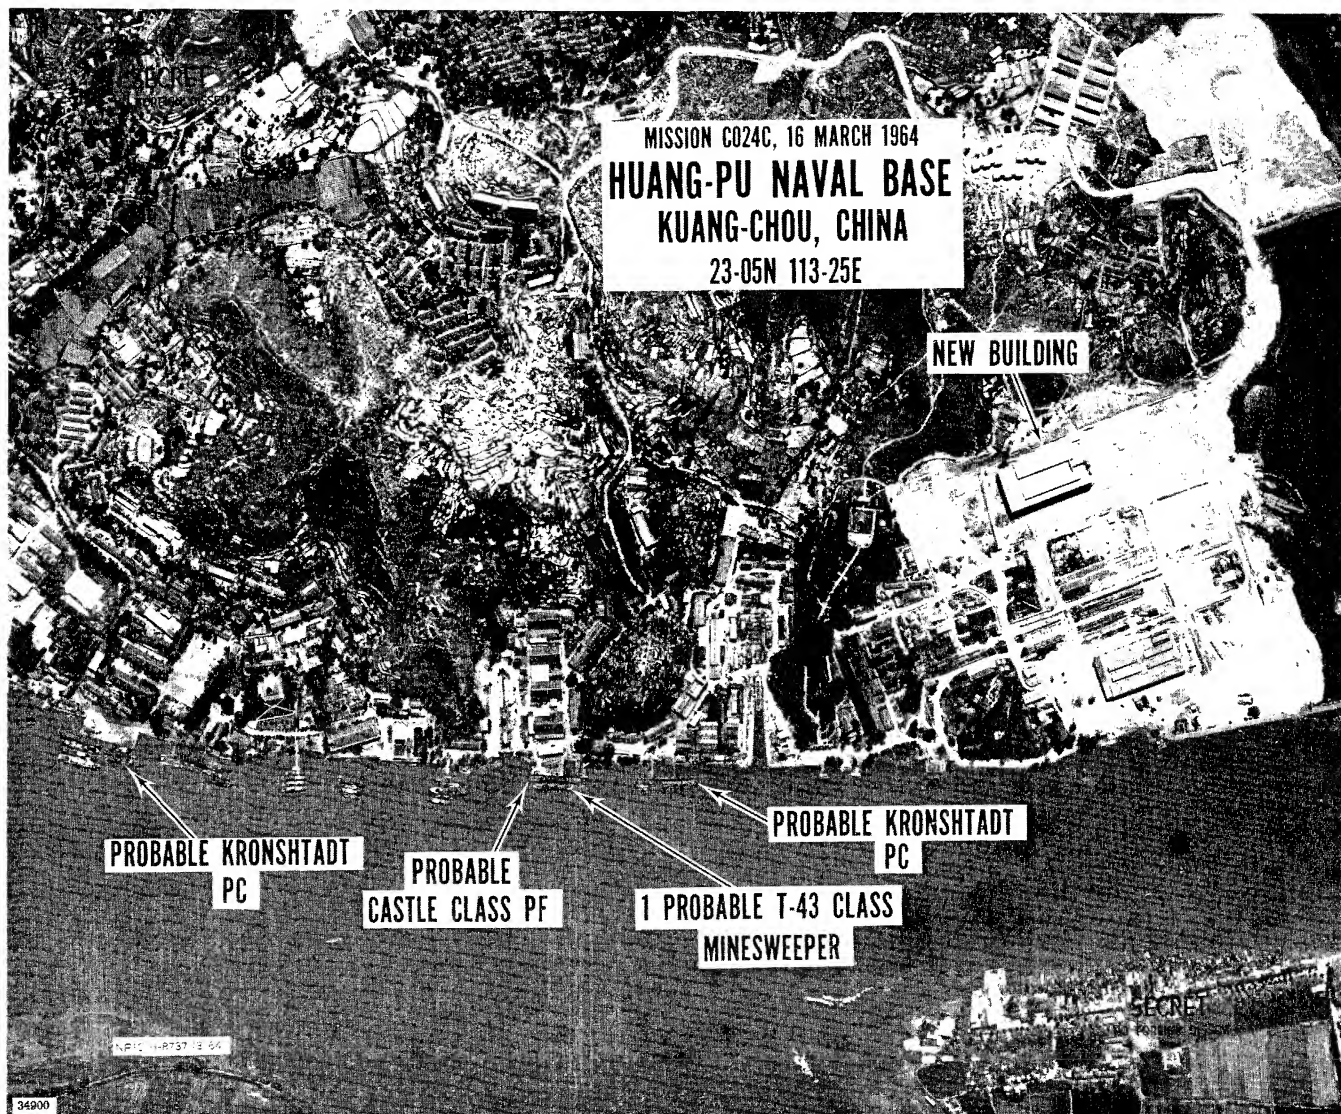 SECRET
MISSION C024C, 16 MARCH 1964
HUANG-PU NAVAL BASE
KUANG-CHOU, CHINA
23-05N 113-25E
NEW BUILDING
PROBABLE KRONSHTADT
PC
PROBABLE
CASTLE CLASS PF
1 PROBABLE T-43 CLASS
MINESWEEPER
PROBABLE KRONSHTADT
PC
SECRET
34900